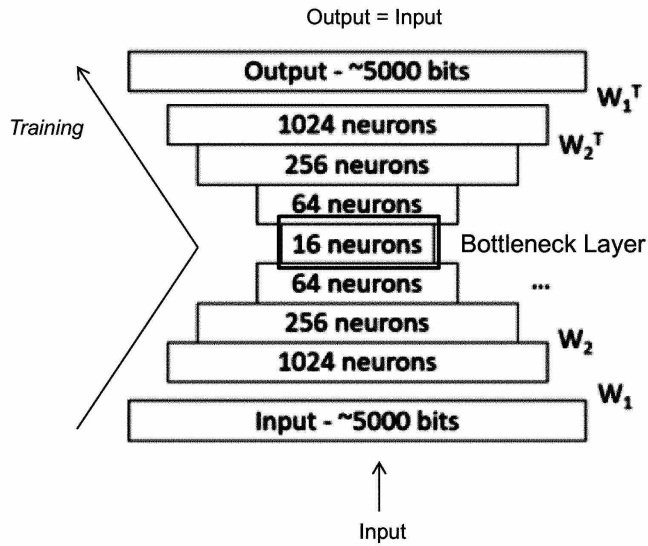 Output = Input
Output - ~5000 bits
W₁ᵀ
Training
1024 neurons
W₂ᵀ
256 neurons
64 neurons
16 neurons
Bottleneck Layer
64 neurons
...
256 neurons
W₂
1024 neurons
W₁
Input - ~5000 bits
Input